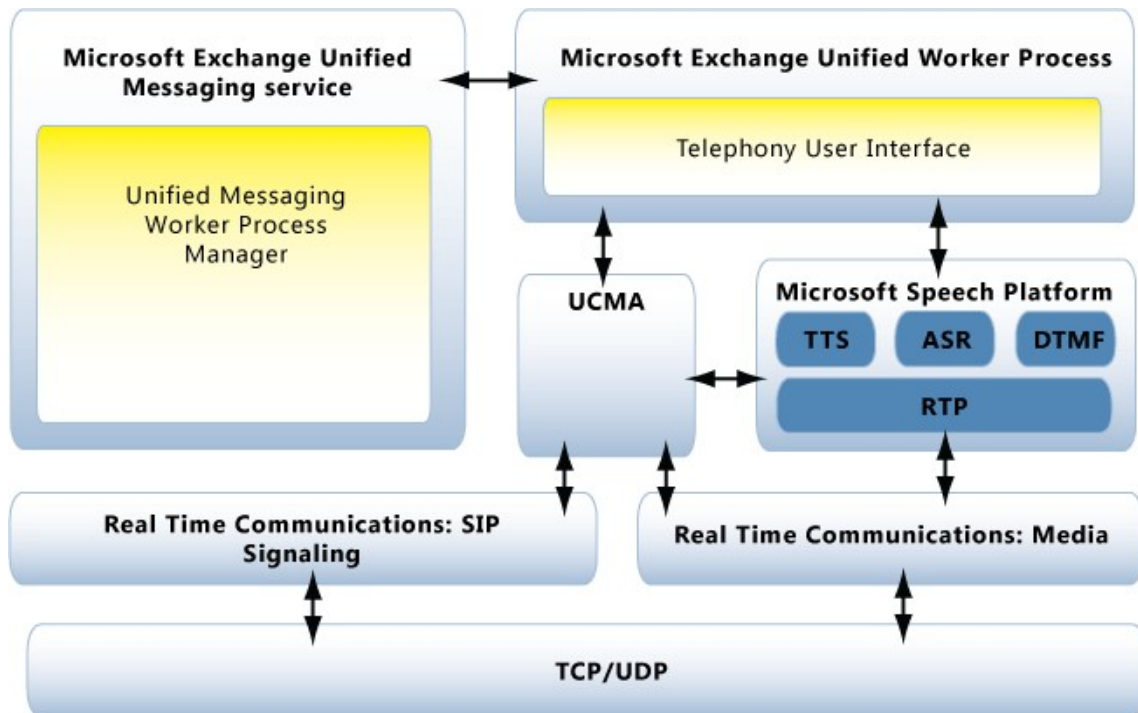 Microsoft Exchange Unified
Messaging service
Unified Messaging
Worker Process
Manager
Microsoft Exchange Unified Worker Process
Telephony User Interface
UCMA
Microsoft Speech Platform
TTS
ASR
DTMF
RTP
Real Time Communications: SIP
Signaling
Real Time Communications: Media
TCP/UDP